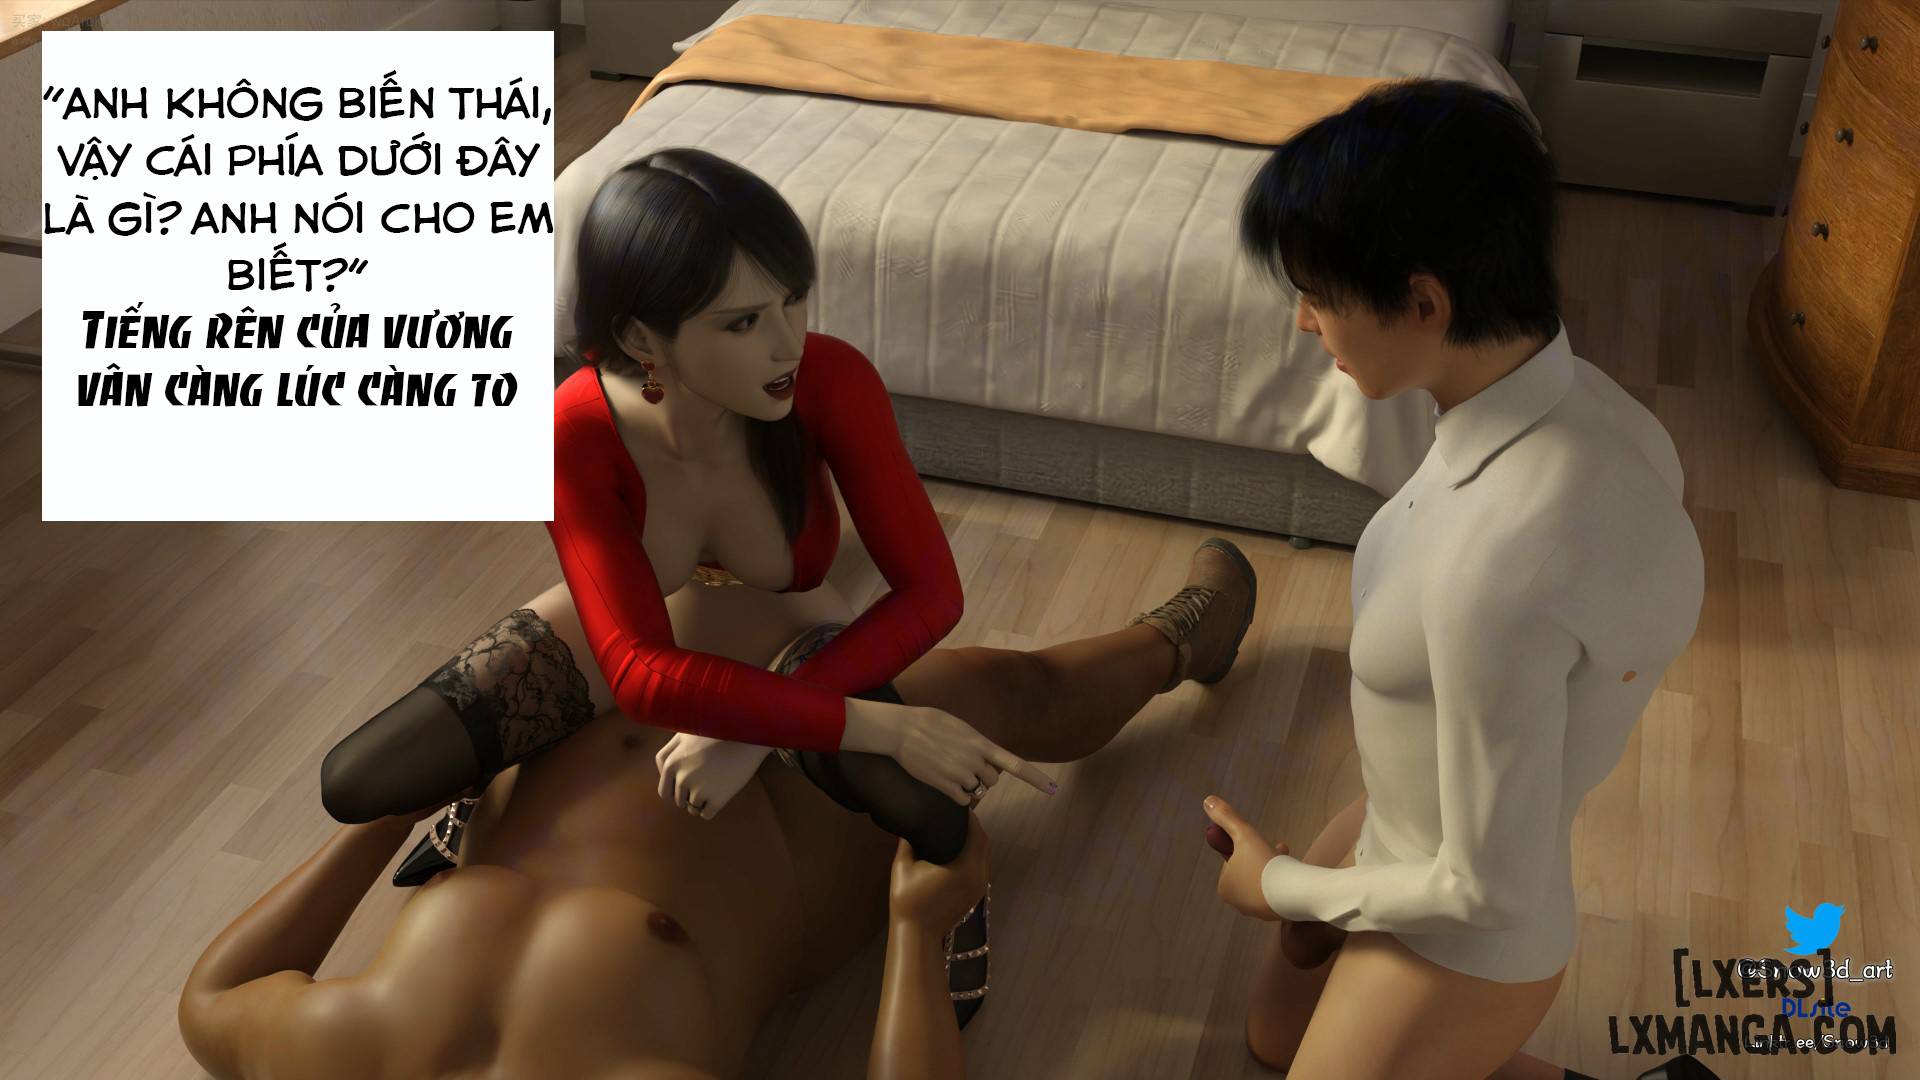 "ANH KHÔNG BIẾN THÁI,
VẬY CÁI PHÍA DƯỚI ĐÂY
LÀ GÌ? ANH NÓI CHO EM
BIẾT?"
TIẾNG RÊN CỦA VƯƠNG
VÂN CÀNG LÚC CÀNG TO
@Snow3d_art
[LXERS]
DLsite
LXMANGA.COM